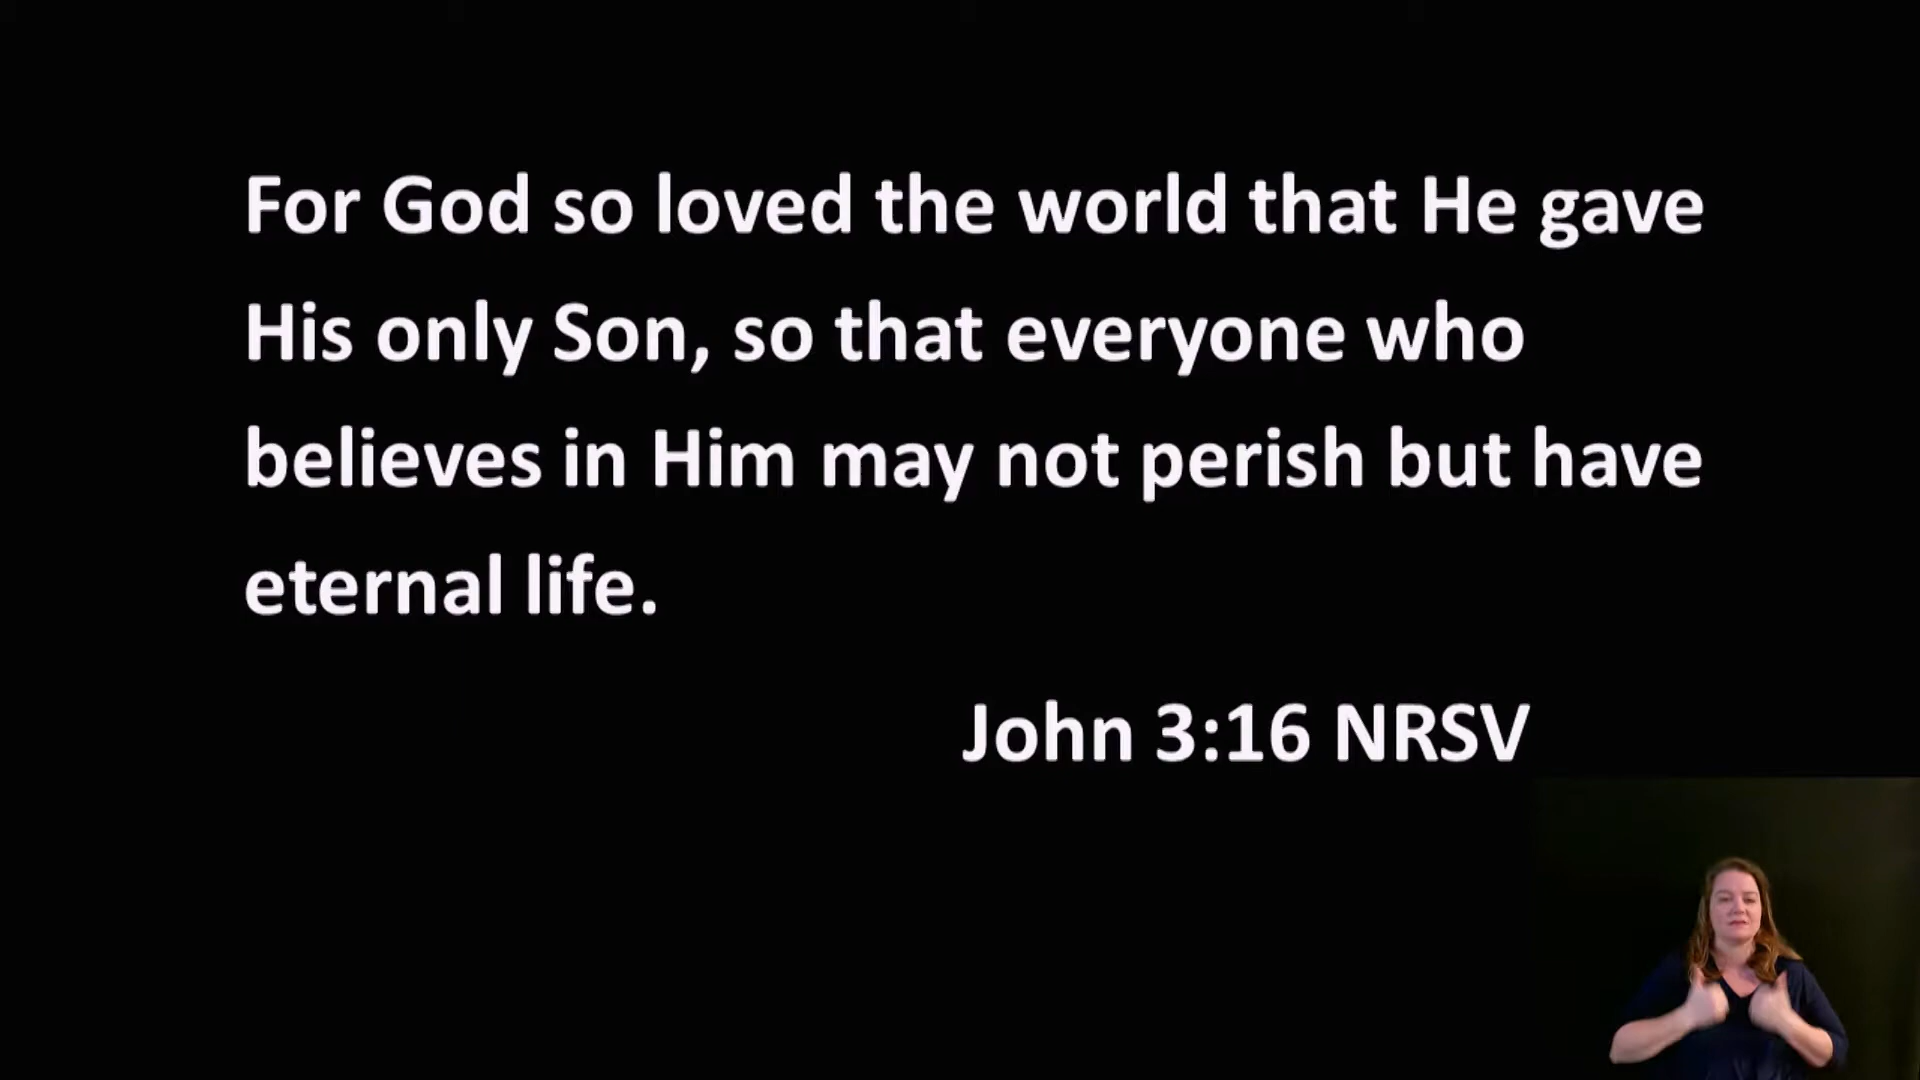 For God so loved the world that He gave
His only Son, so that everyone who
believes in Him may not perish but have
eternal life.
John 3:16 NRSV